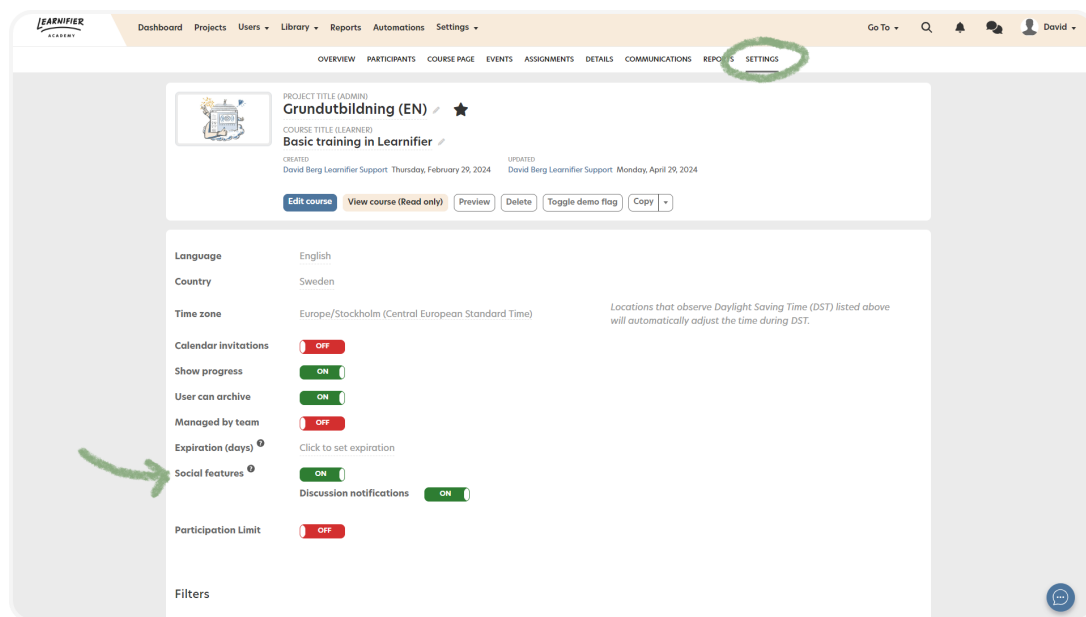 LEARNIFIER
ACADEMY
Dashboard Projects Users Library Reports Automations Settings Go To David
OVERVIEW PARTICIPANTS COURSE PAGE EVENTS ASSIGNMENTS DETAILS COMMUNICATIONS REPORTS SETTINGS
PROJECT TITLE (ADMIN)
Grundutbildning (EN)
COURSE TITLE (LEARNER)
Basic training in Learnifier
CREATED UPDATED
David Berg Learnifier Support Thursday, February 29, 2024 David Berg Learnifier Support Monday, April 29, 2024
Edit course View course (Read only) Preview Delete Toggle demo flag Copy
Language English
Country Sweden
Time zone Europe/Stockholm (Central European Standard Time) Locations that observe Daylight Saving Time (DST) listed above
will automatically adjust the time during DST.
Calendar invitations OFF
Show progress ON
User can archive ON
Managed by team OFF
Expiration (days) ? Click to set expiration
Social features ? ON
Discussion notifications ON
Participation Limit OFF
Filters